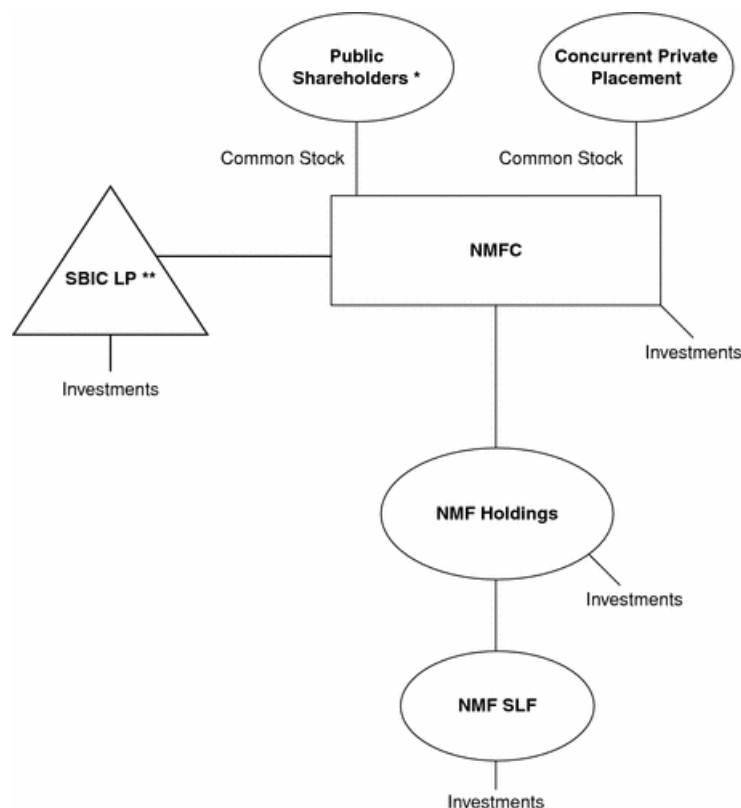 Public
Shareholders *
Concurrent Private
Placement
Common Stock
Common Stock
NMFC
SBIC LP **
Investments
Investments
NMF Holdings
Investments
NMF SLF
Investments